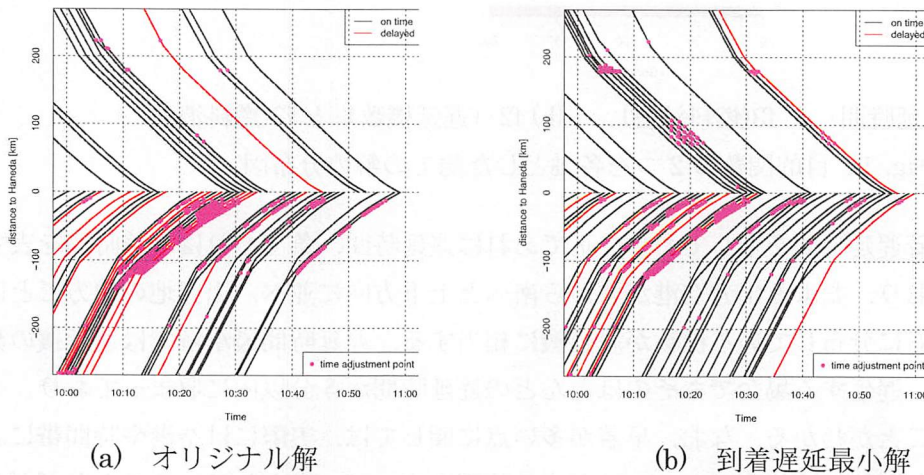 200
100
0
-100
-200
distance to Haneda [km]
on time
delayed
time adjustment point
10:00
10:10
10:20
10:30
10:40
10:50
11:00
Time
(a) オリジナル解
200
100
0
-100
-200
distance to Haneda [km]
on time
delayed
time adjustment point
10:00
10:10
10:20
10:30
10:40
10:50
Time
(b) 到着遅延最小解